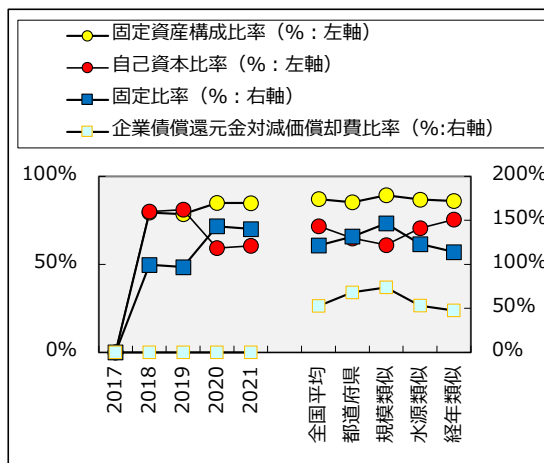 固定資産構成比率（%：左軸）
自己資本比率（%：左軸）
固定比率（%：右軸）
企業債償還元金対減価償却費比率（%:右軸）
100%
50%
0%
200%
150%
100%
50%
0%
2017
2018
2019
2020
2021
全国平均
都道府県
規模類似
水源類似
経年類似